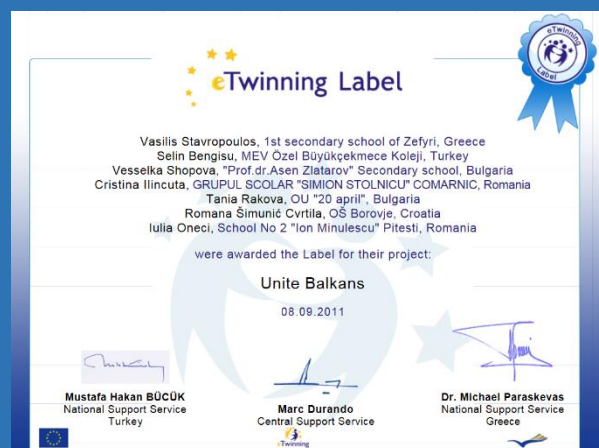 eTwinning
Label
eTwinning Label
Vasilis Stavropoulos, 1st secondary school of Zefyri, Greece
Selin Bengisu, MEV Özel Büyükçekmece Koleji, Turkey
Vesselka Shopova, "Prof.dr.Asen Zlatarov" Secondary school, Bulgaria
Cristina Ilincuta, GRUPUL SCOLAR "SIMION STOLNICU" COMARNIC, Romania
Tania Rakova, OU "20 april", Bulgaria
Romana Šimunić Cvrtila, OŠ Borovje, Croatia
Iulia Oneci, School No 2 "Ion Minulescu" Pitesti, Romania
were awarded the Label for their project:
Unite Balkans
08.09.2011
Mustafa Hakan BÜCÜK
National Support Service
Turkey
Marc Durando
Central Support Service
eTwinning
Dr. Michael Paraskevas
National Support Service
Greece